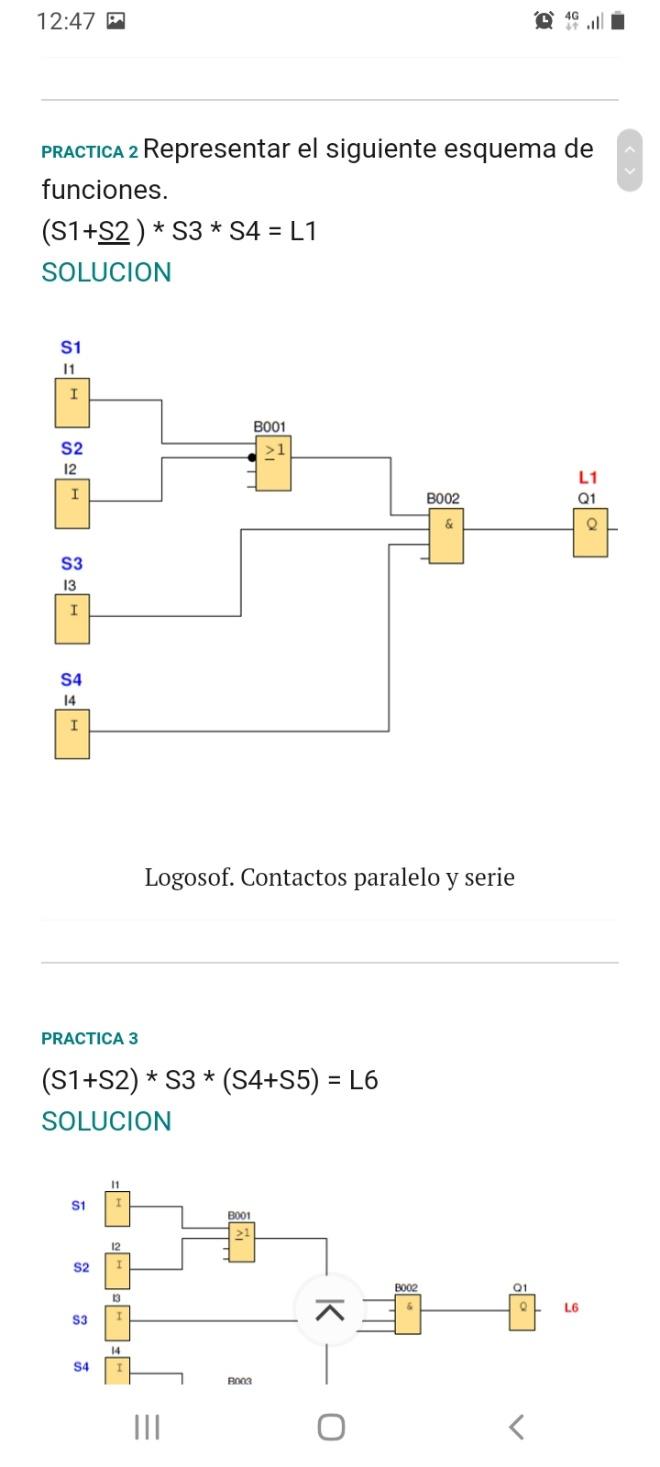 12:47
4G
PRACTICA 2 Representar el siguiente esquema de
funciones.
(S1+S2 ) * S3 * S4 = L1
SOLUCION
S1
I1
I
B001
≥1
S2
I2
I
L1
B002
Q1
&
Q
S3
I3
I
S4
I4
I
Logosof. Contactos paralelo y serie
PRACTICA 3
(S1+S2) * S3 * (S4+S5) = L6
SOLUCION
I1
S1
I
B001
≥1
I2
S2
I
B002
Q1
I3
S3
I
&
Q
L6
I4
S4
I
B003